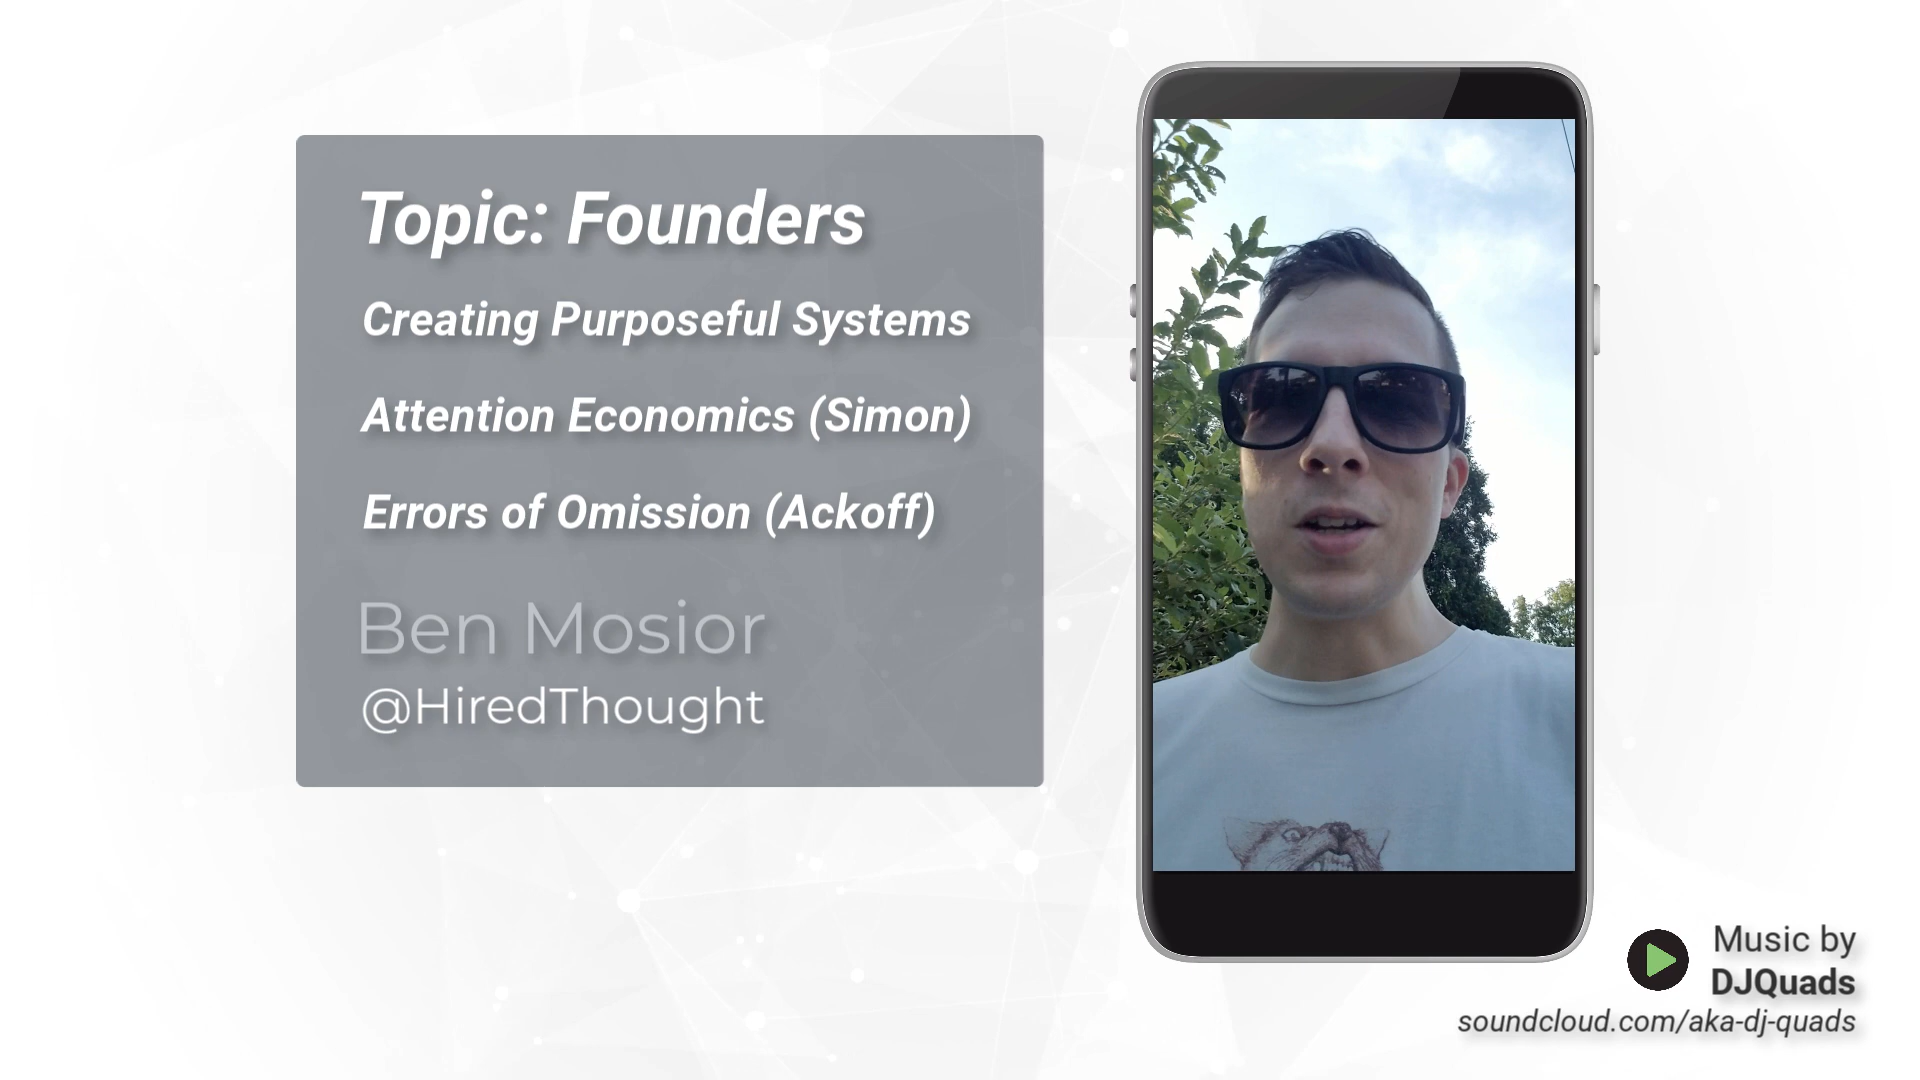 Topic: Founders
Creating Purposeful Systems
Attention Economics (Simon)
Errors of Omission (Ackoff)
Ben Mosior
@HiredThought
Music by
DJQuads
soundcloud.com/aka-dj-quads